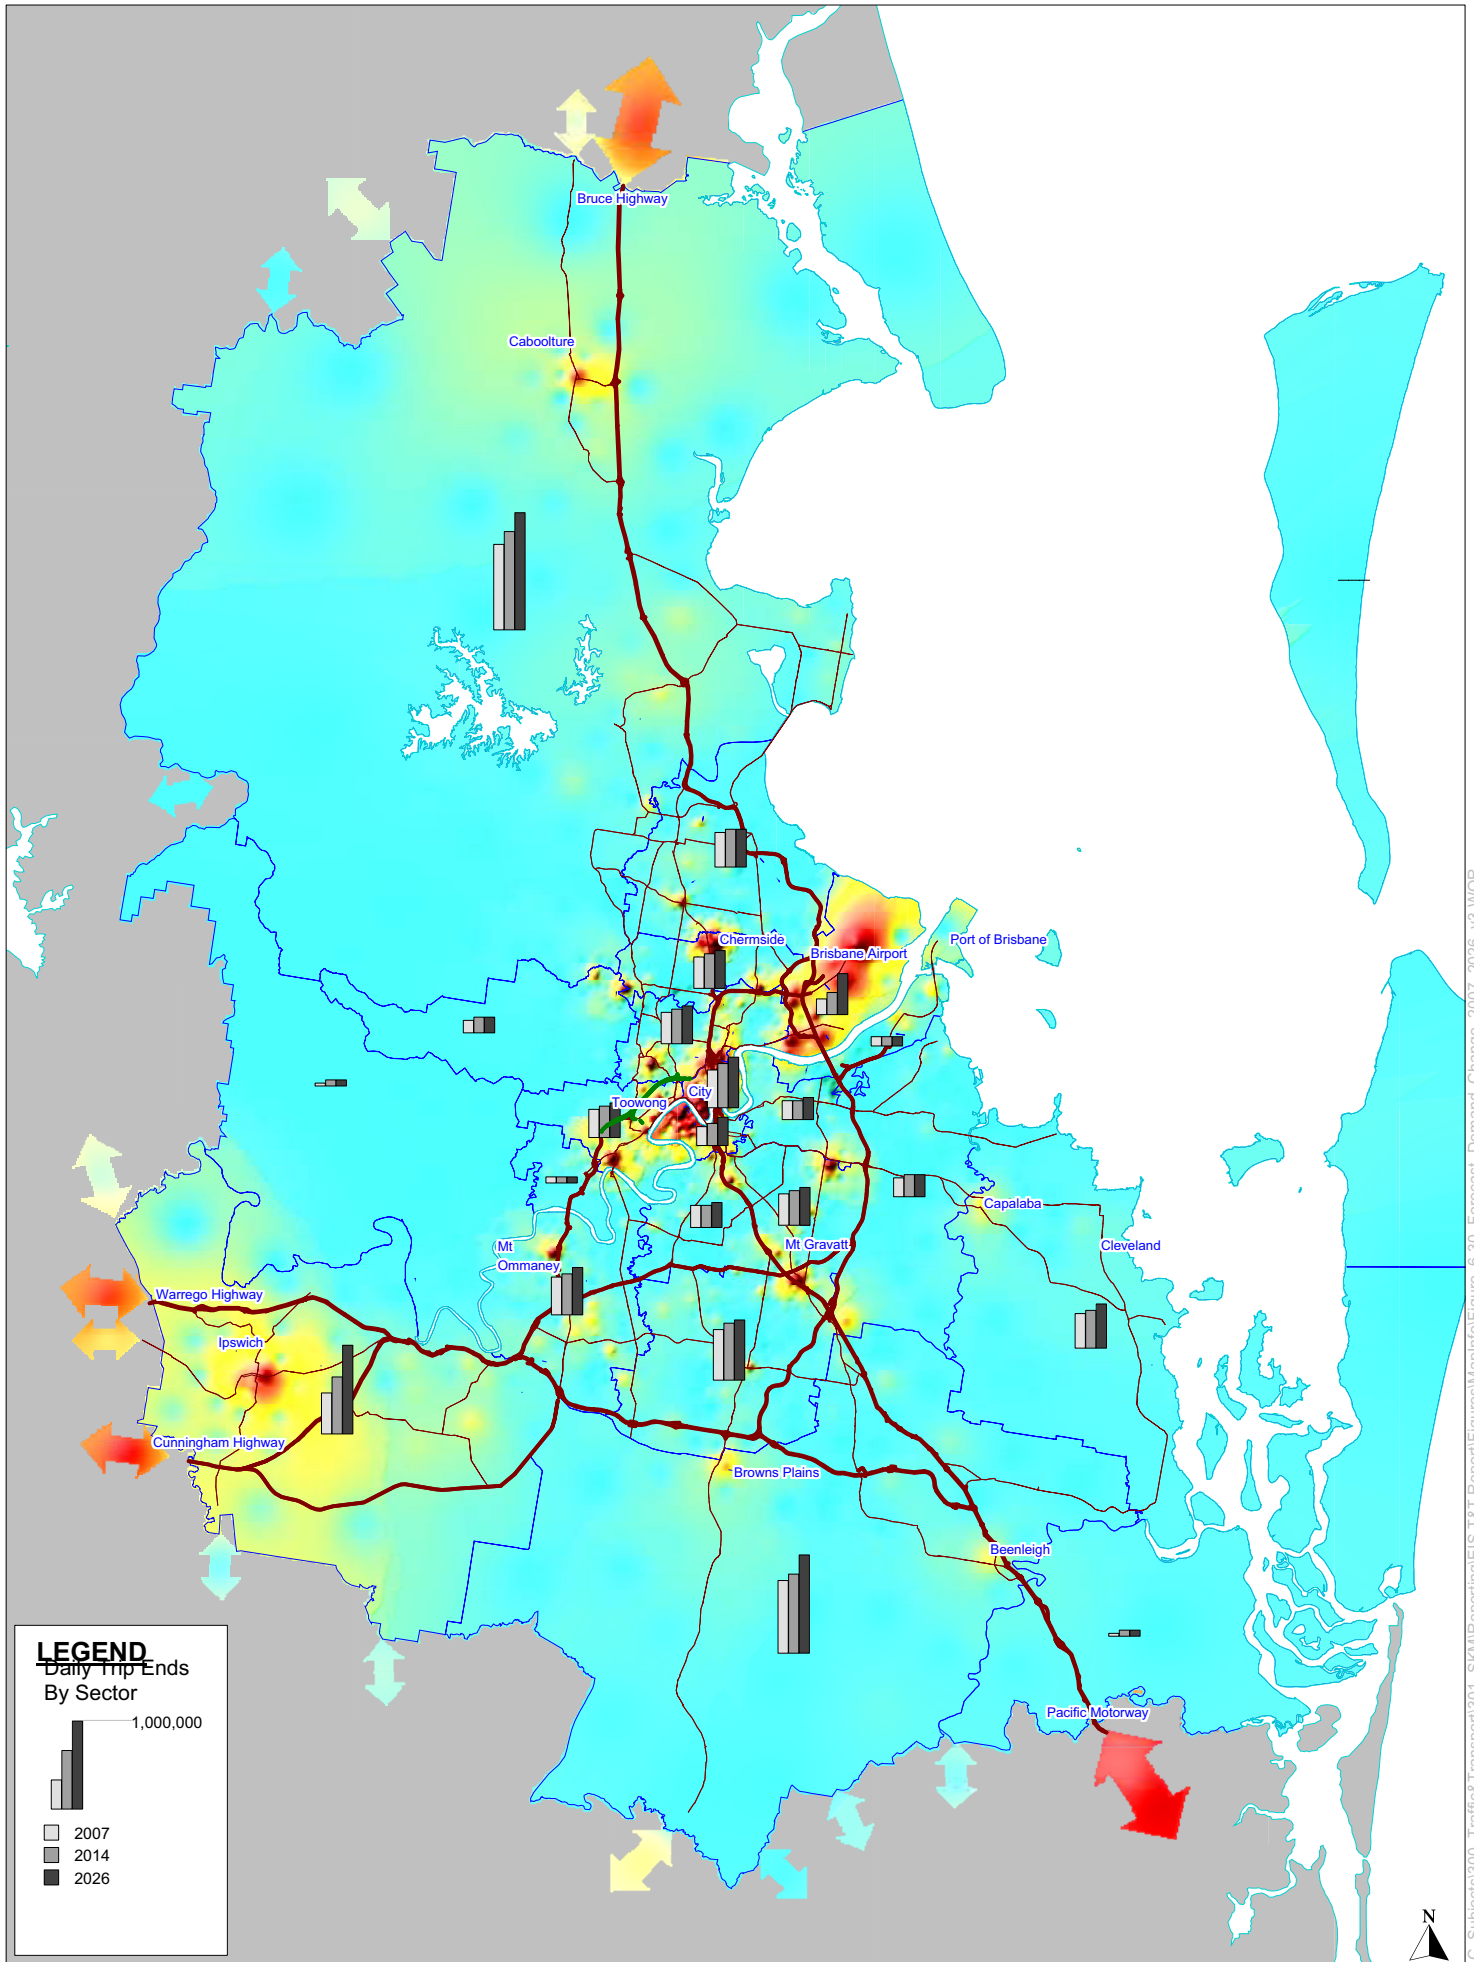 Bruce Highway
Caboolture
Chermside
Brisbane Airport
Port of Brisbane
City
Toowong
Capalaba
Cleveland
Mt
Ommaney
Mt Gravatt
Warrego Highway
Ipswich
Cunningham Highway
Browns Plains
Beenleigh
Pacific Motorway
LEGEND
Daily Trip Ends
By Sector
1,000,000
2007
2014
2026
N